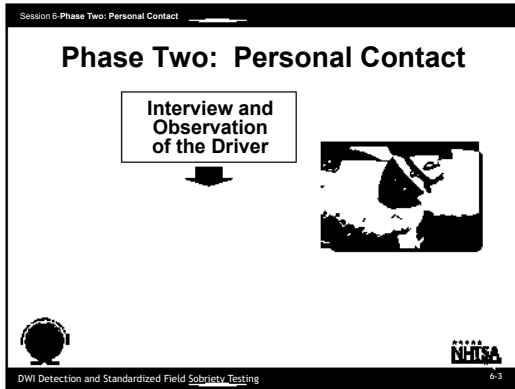 Session 6-Phase Two: Personal Contact
Phase Two: Personal Contact
Interview and
Observation
of the Driver
NHTSA
DWI Detection and Standardized Field Sobriety Testing
6-3